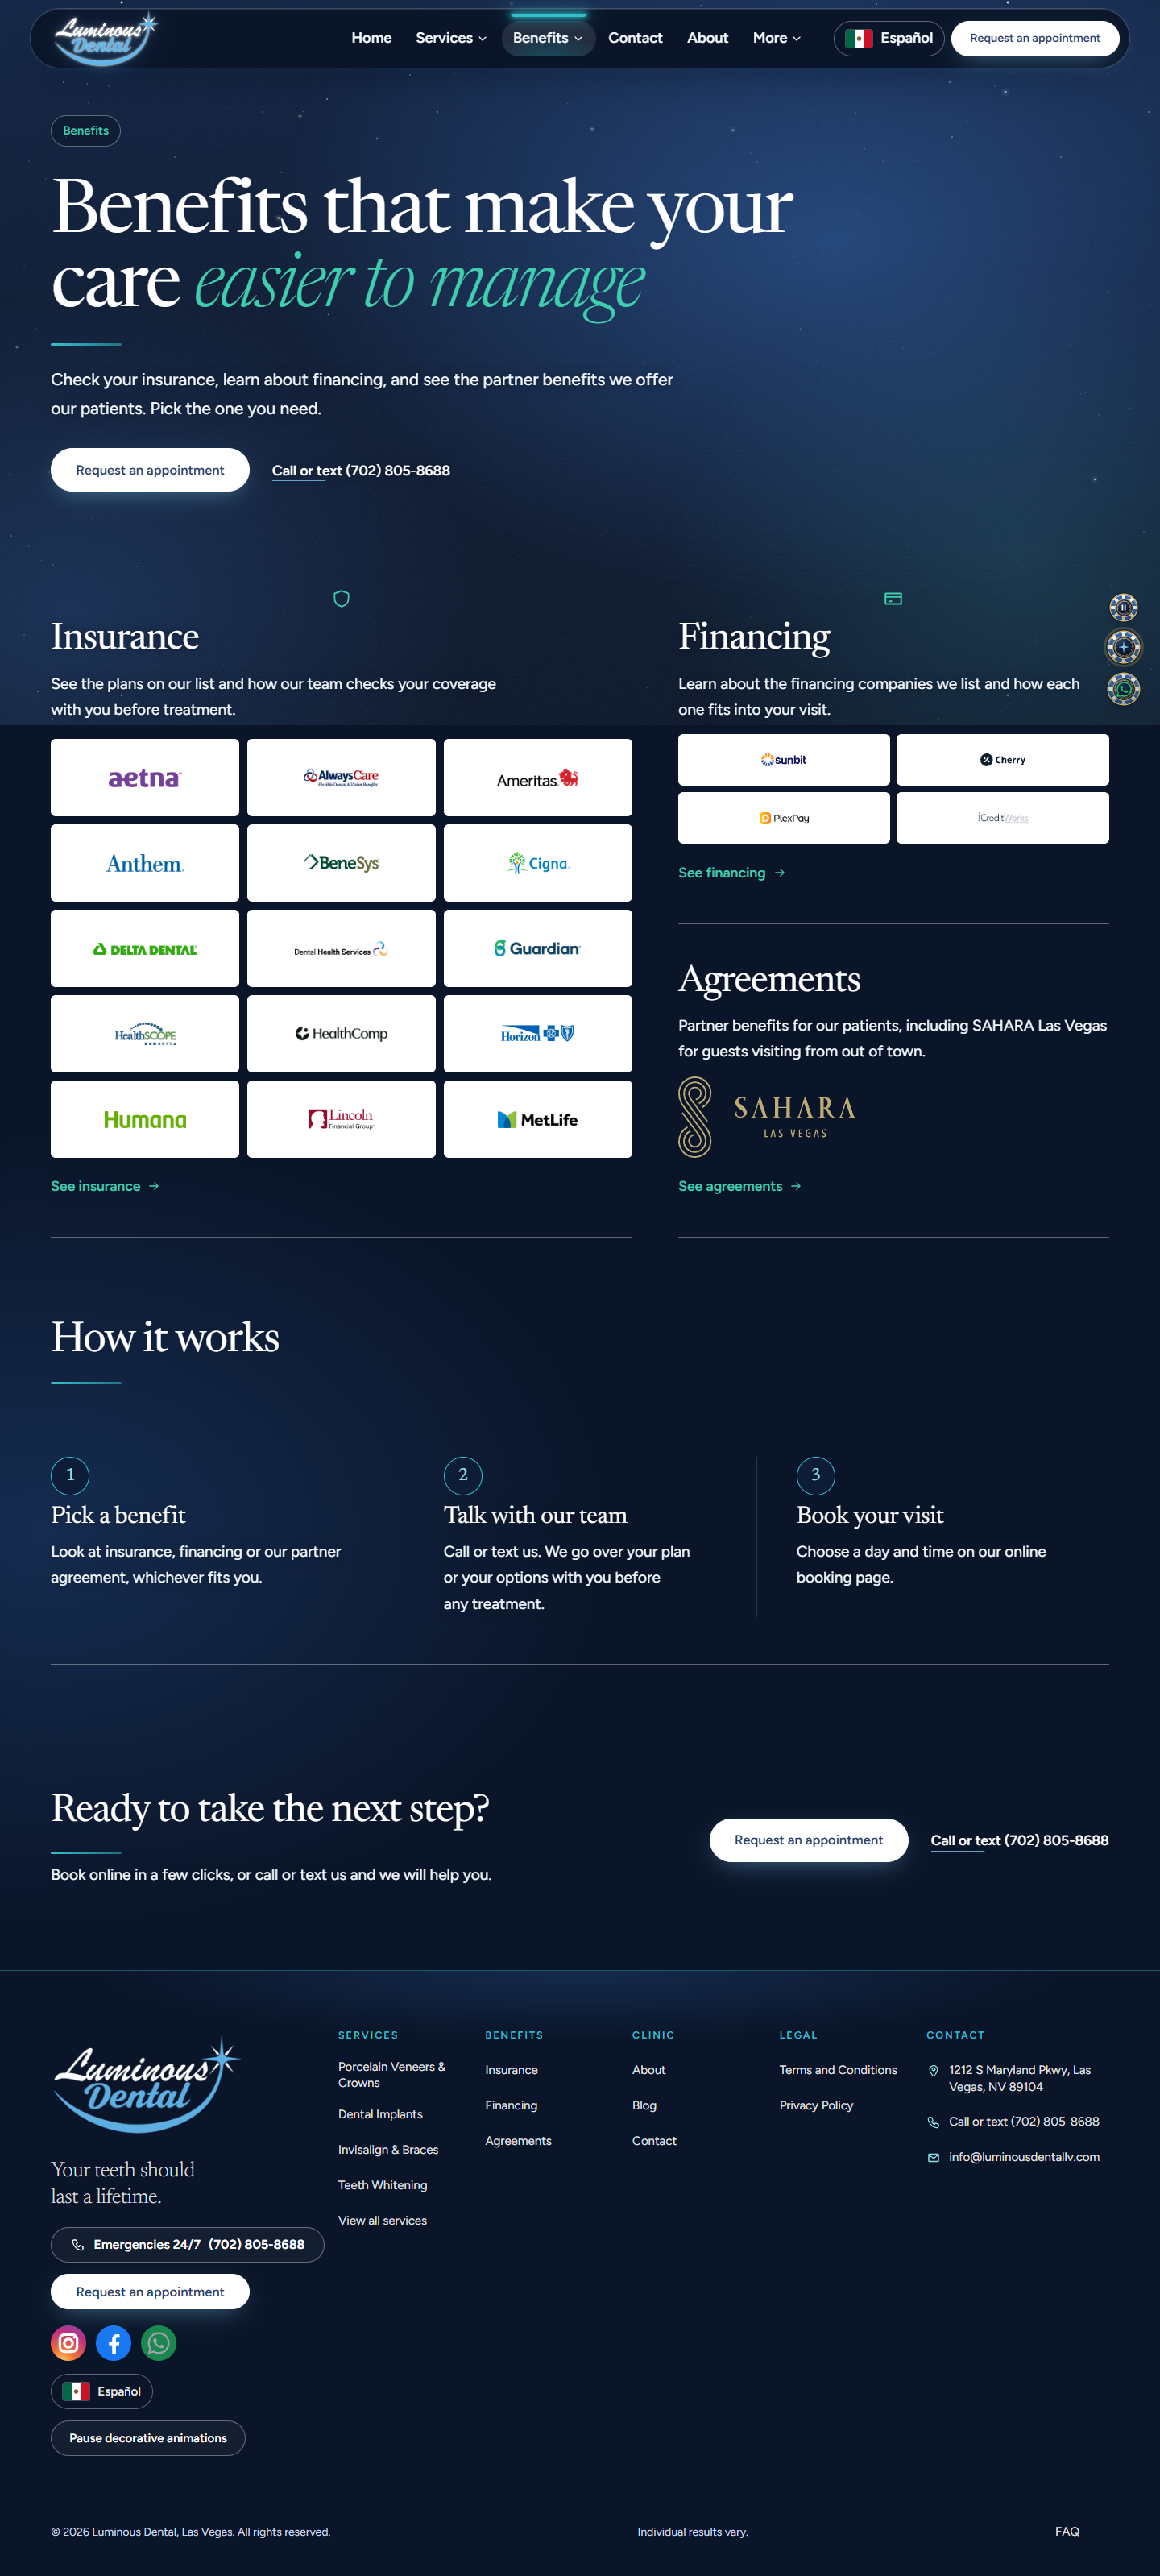 Luminous
Dental
Home
Services
Benefits
Contact
About
More
Español
Request an appointment
Benefits
Benefits that make your
care easier to manage
Check your insurance, learn about financing, and see the partner benefits we offer
our patients. Pick the one you need.
Request an appointment
Call or text (702) 805-8688
Insurance
See the plans on our list and how our team checks your coverage
with you before treatment.
aetna
AlwaysCare
Flexible Dental & Vision Benefits
Ameritas
Anthem
BeneSys
Cigna
DELTA DENTAL
Dental Health Services
Guardian
HealthSCOPE
BENEFITS
HealthComp
Horizon
Humana
Lincoln
Financial Group
MetLife
See insurance
Financing
Learn about the financing companies we list and how each
one fits into your visit.
sunbit
Cherry
PlexPay
iCreditWorks
See financing
Agreements
Partner benefits for our patients, including SAHARA Las Vegas
for guests visiting from out of town.
SAHARA
LAS VEGAS
See agreements
How it works
1
Pick a benefit
Look at insurance, financing or our partner
agreement, whichever fits you.
2
Talk with our team
Call or text us. We go over your plan
or your options with you before
any treatment.
3
Book your visit
Choose a day and time on our online
booking page.
Ready to take the next step?
Book online in a few clicks, or call or text us and we will help you.
Request an appointment
Call or text (702) 805-8688
Luminous
Dental
Your teeth should
last a lifetime.
Emergencies 24/7 (702) 805-8688
Request an appointment
Español
Pause decorative animations
SERVICES
Porcelain Veneers &
Crowns
Dental Implants
Invisalign & Braces
Teeth Whitening
View all services
BENEFITS
Insurance
Financing
Agreements
CLINIC
About
Blog
Contact
LEGAL
Terms and Conditions
Privacy Policy
CONTACT
1212 S Maryland Pkwy, Las
Vegas, NV 89104
Call or text (702) 805-8688
info@luminousdentallv.com
© 2026 Luminous Dental, Las Vegas. All rights reserved.
Individual results vary.
FAQ